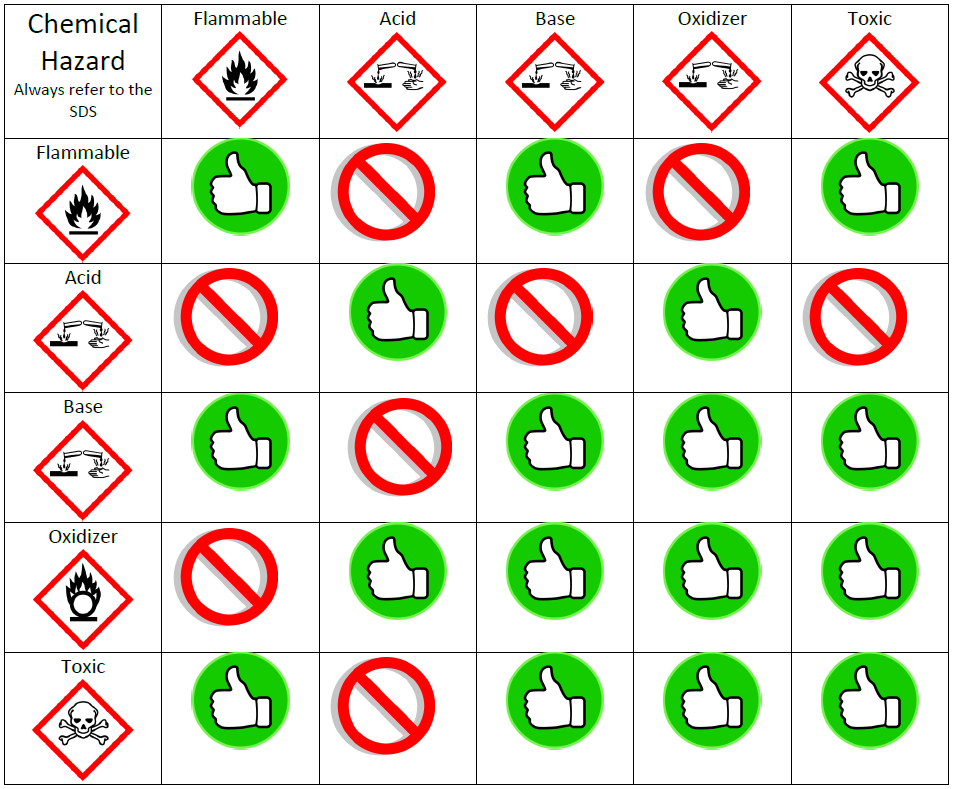 Chemical
Hazard
Always refer to the
SDS
Flammable
Acid
Base
Oxidizer
Toxic
Flammable
Acid
Base
Oxidizer
Toxic